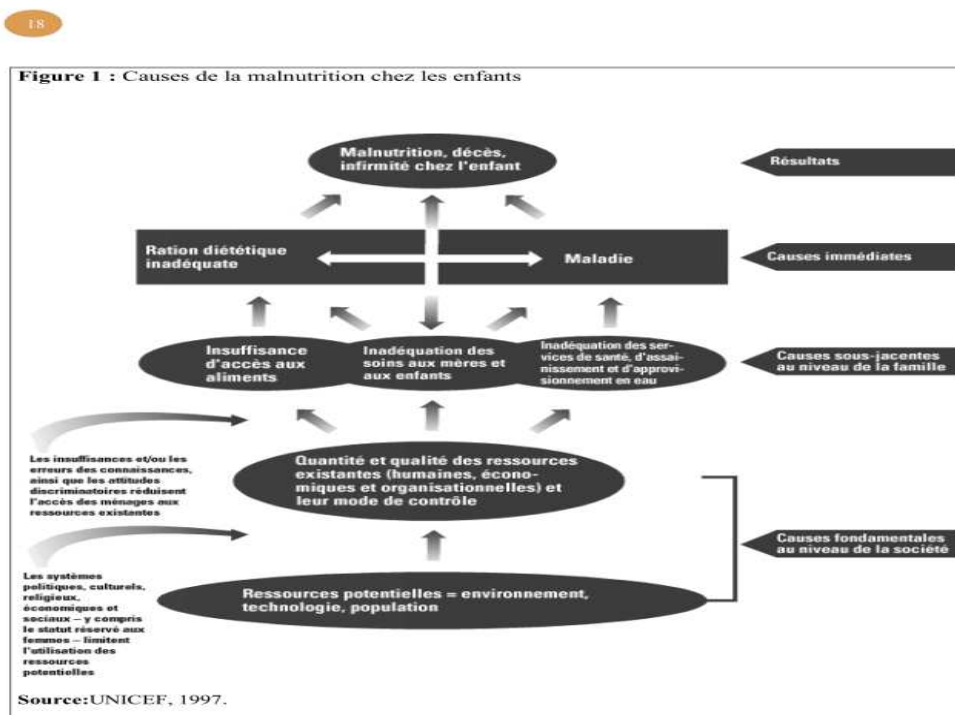 18
Figure 1 : Causes de la malnutrition chez les enfants
Malnutrition, décès,
infirmité chez l'enfant
Résultats
Ration diététique
inadéquate
Maladie
Causes immédiates
Insuffisance
d'accès aux
aliments
Inadéquation des
soins aux mères et
aux enfants
Inadéquation des ser-
vices de santé, d'assai-
nissement et d'approvi-
sionnement en eau
Causes sous-jacentes
au niveau de la famille
Les insuffisances et/ou les
erreurs des connaissances,
ainsi que les attitudes
discriminatoires réduisent
l'accès des ménages aux
ressources existantes
Quantité et qualité des ressources
existantes (humaines, écono-
miques et organisationnelles) et
leur mode de contrôle
Causes fondamentales
au niveau de la société
Les systèmes
politiques, culturels,
religieux,
économiques et
sociaux – y compris
le statut réservé aux
femmes – limitent
l'utilisation des
ressources
potentielles
Ressources potentielles = environnement,
technologie, population
Source:UNICEF, 1997.